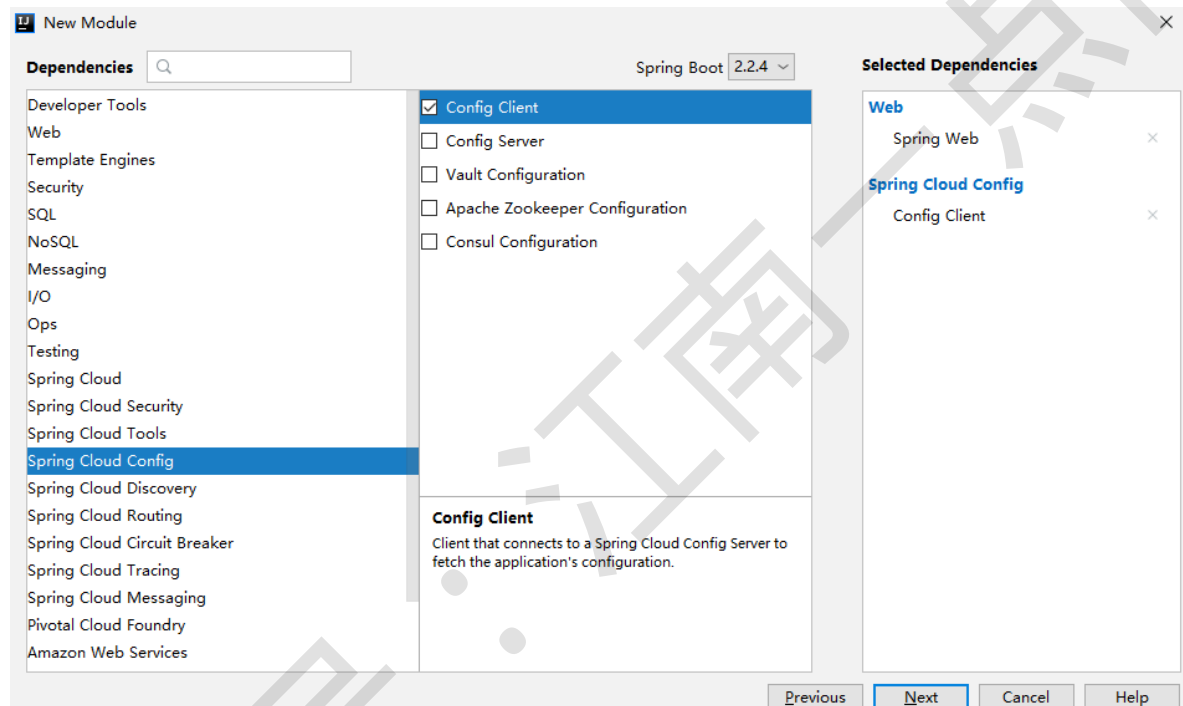 New Module
Dependencies
Spring Boot 2.2.4
Selected Dependencies
Developer Tools
Web
Template Engines
Security
SQL
NoSQL
Messaging
I/O
Ops
Testing
Spring Cloud
Spring Cloud Security
Spring Cloud Tools
Spring Cloud Config
Spring Cloud Discovery
Spring Cloud Routing
Spring Cloud Circuit Breaker
Spring Cloud Tracing
Spring Cloud Messaging
Pivotal Cloud Foundry
Amazon Web Services
Config Client
Config Server
Vault Configuration
Apache Zookeeper Configuration
Consul Configuration
Config Client
Client that connects to a Spring Cloud Config Server to
fetch the application's configuration.
Web
Spring Web
Spring Cloud Config
Config Client
Previous
Next
Cancel
Help
江南一点